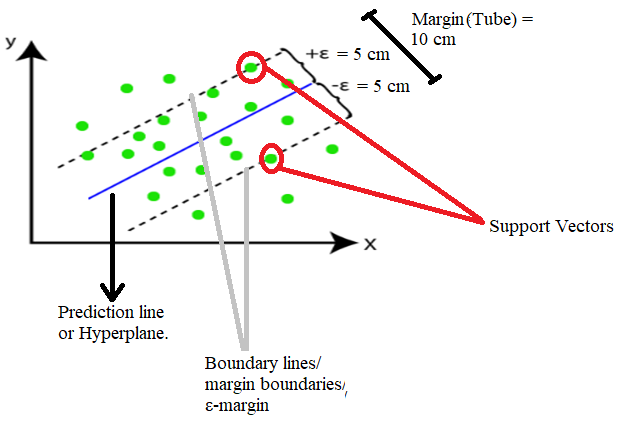 Margin(Tube) =
10 cm
y
+ε = 5 cm
-ε = 5 cm
Support Vectors
x
Prediction line
or Hyperplane.
Boundary lines/
margin boundaries/
ε-margin